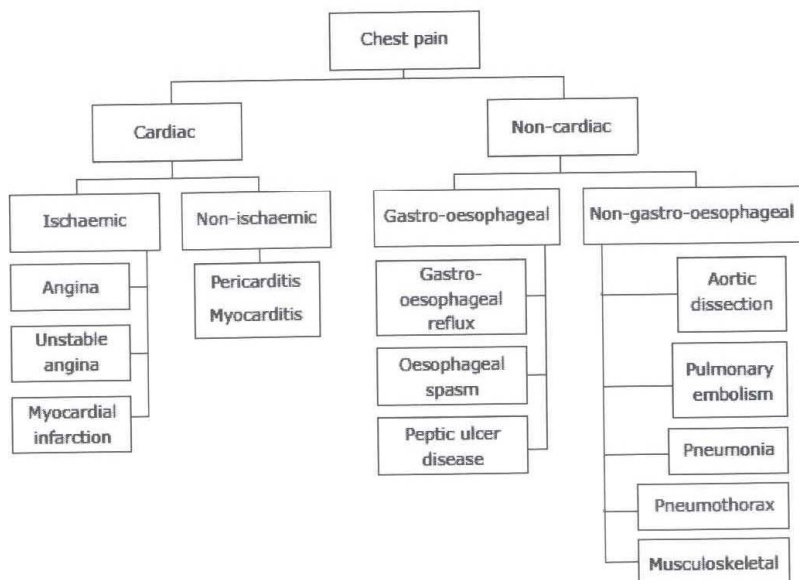 Chest pain
Cardiac
Non-cardiac
Ischaemic
Non-ischaemic
Gastro-oesophageal
Non-gastro-oesophageal
Angina
Unstable
angina
Myocardial
infarction
Pericarditis
Myocarditis
Gastro-
oesophageal
reflux
Oesophageal
spasm
Peptic ulcer
disease
Aortic
dissection
Pulmonary
embolism
Pneumonia
Pneumothorax
Musculoskeletal